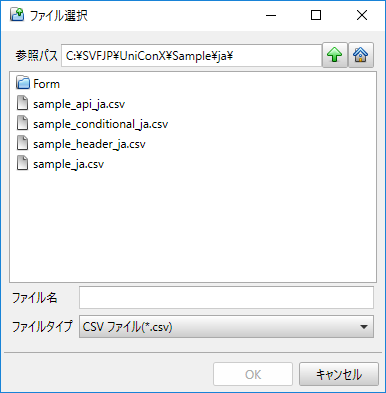 ファイル選択
参照パス C:¥SVFJP¥UniConX¥Sample¥ja¥
Form
sample_api_ja.csv
sample_conditional_ja.csv
sample_header_ja.csv
sample_ja.csv
ファイル名
ファイルタイプ CSV ファイル(*.csv)
OK キャンセル